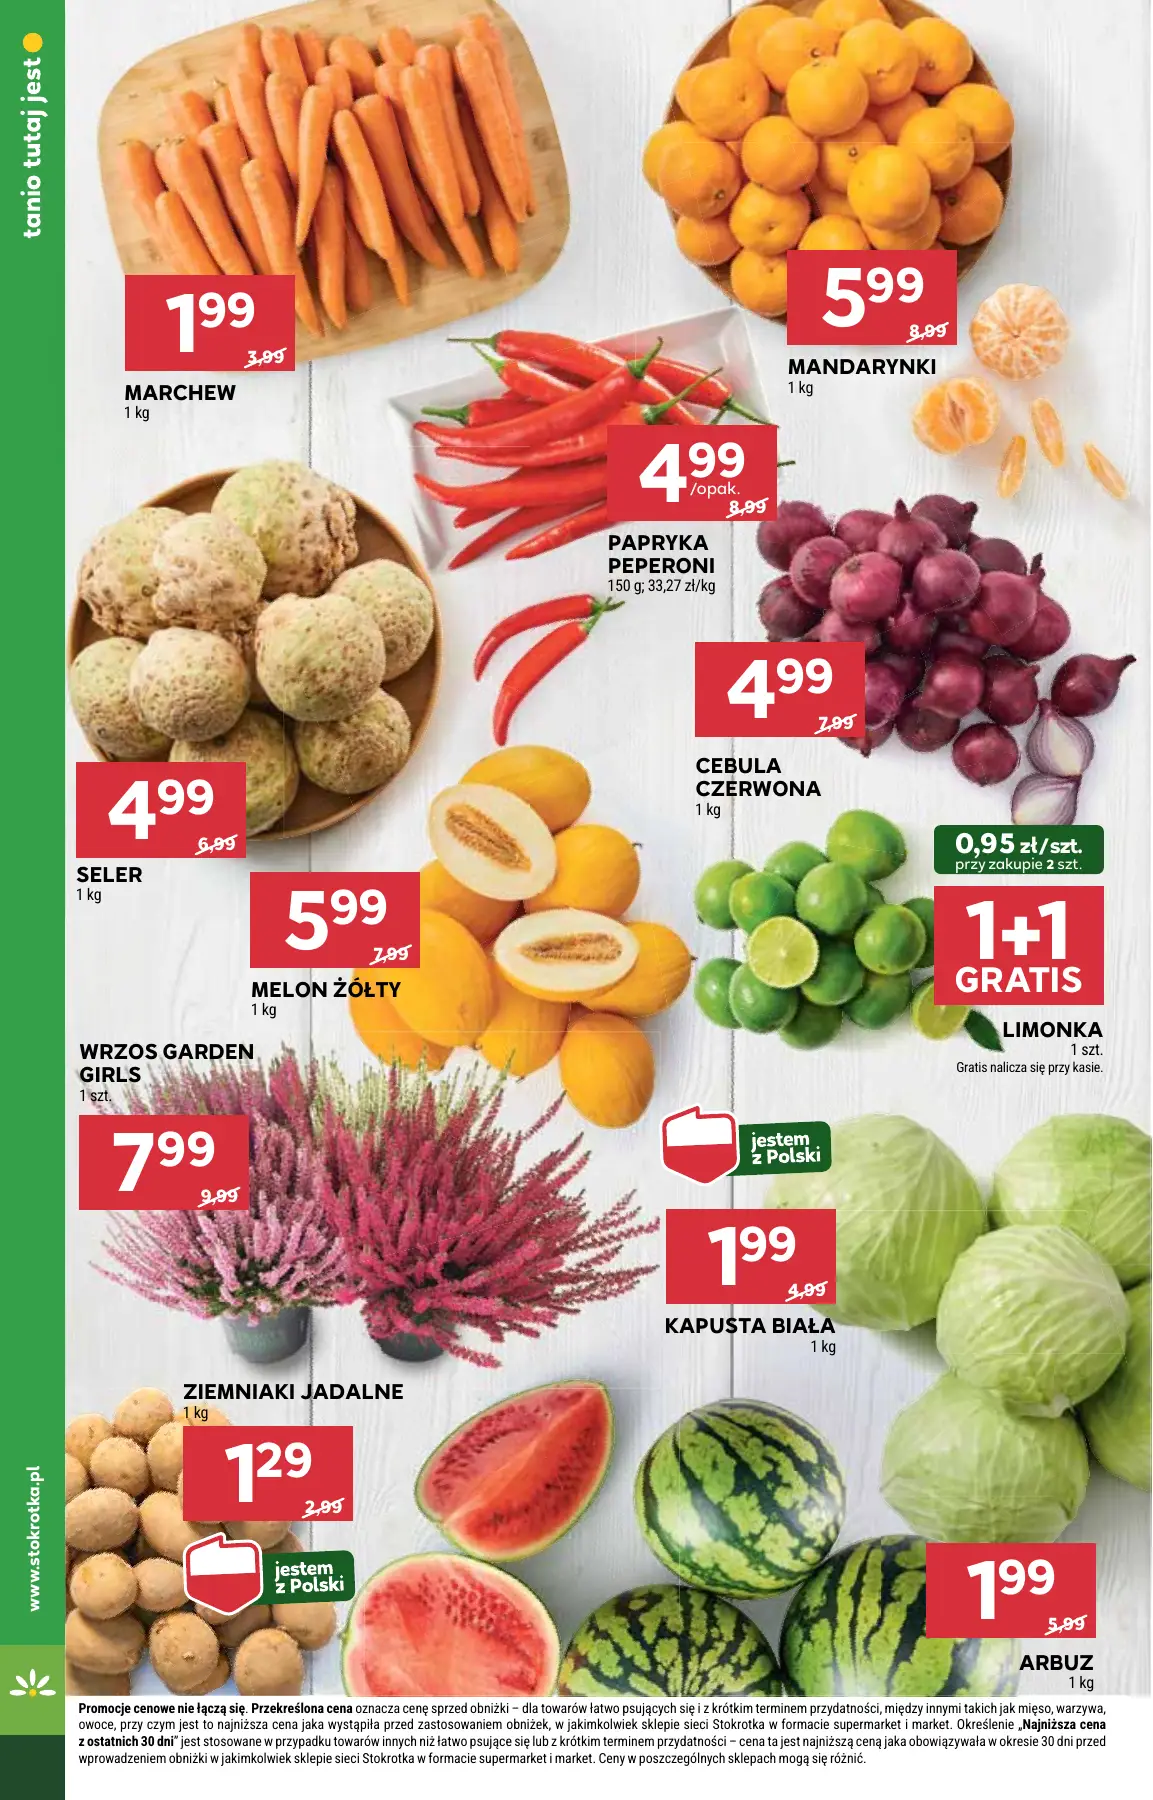 tanio tutaj jest
1.99
3,99
MARCHEW
1 kg
5.99
8,99
MANDARYNKI
1 kg
4.99
/opak.
8,99
PAPRYKA
PEPERONI
150 g; 33,27 zł/kg
4.99
7,99
CEBULA
CZERWONA
1 kg
4.99
6,99
SELER
1 kg
5.99
7,99
MELON ŻÓŁTY
1 kg
0,95 zł/szt.
przy zakupie 2 szt.
1+1
GRATIS
LIMONKA
1 szt.
Gratis nalicza się przy kasie.
WRZOS GARDEN
GIRLS
1 szt.
7.99
9,99
jestem
z Polski
1.99
4,99
KAPUSTA BIAŁA
1 kg
ZIEMNIAKI JADALNE
1 kg
1.29
2,99
jestem
z Polski
1.99
5,99
ARBUZ
1 kg
www.stokrotka.pl
Promocje cenowe nie łączą się. Przekreślona cena oznacza cenę sprzed obniżki – dla towarów łatwo psujących się i z krótkim terminem przydatności, między innymi takich jak mięso, warzywa,
owoce, przy czym jest to najniższa cena jaka wystąpiła przed zastosowaniem obniżek, w jakimkolwiek sklepie sieci Stokrotka w formacie supermarket i market. Określenie „Najniższa cena
z ostatnich 30 dni” jest stosowane w przypadku towarów innych niż łatwo psujące się lub z krótkim terminem przydatności – cena ta jest najniższą ceną jaka obowiązywała w okresie 30 dni przed
wprowadzeniem obniżki w jakimkolwiek sklepie sieci Stokrotka w formacie supermarket i market. Ceny w poszczególnych sklepach mogą się różnić.